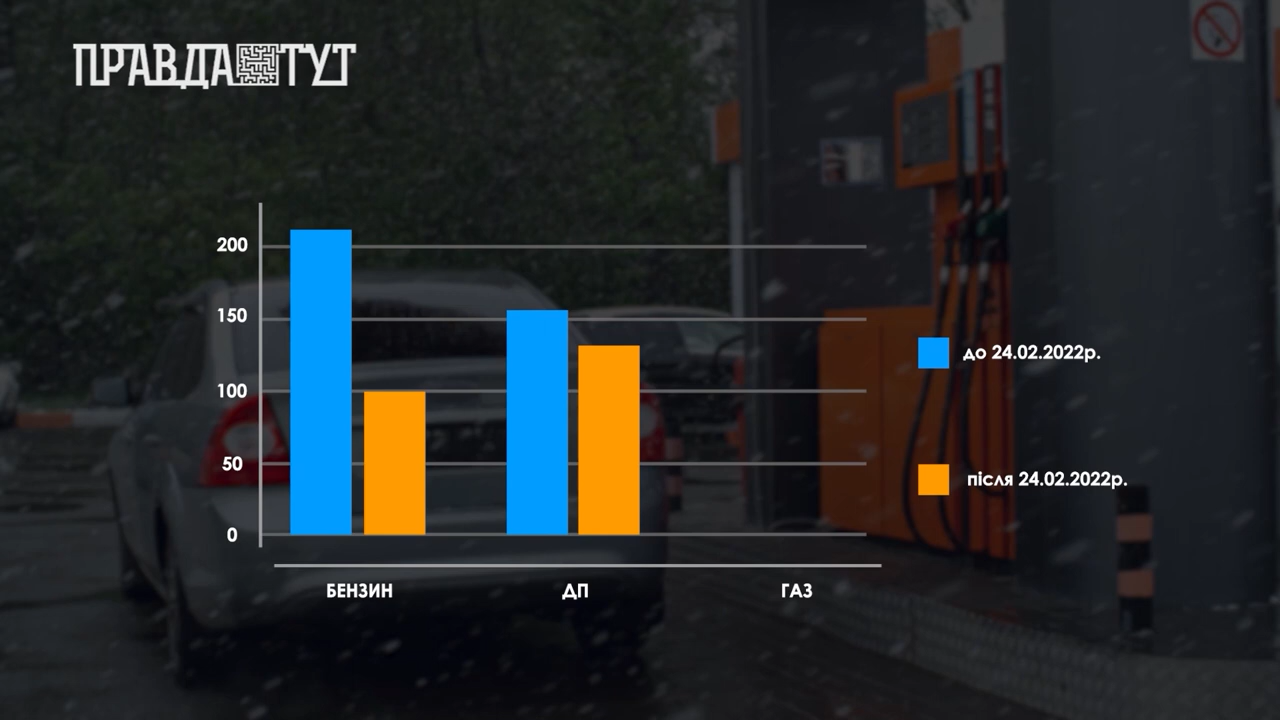 ПРАВДА ТУТ
200
150
100
50
0
БЕНЗИН
ДП
ГАЗ
до 24.02.2022р.
після 24.02.2022р.